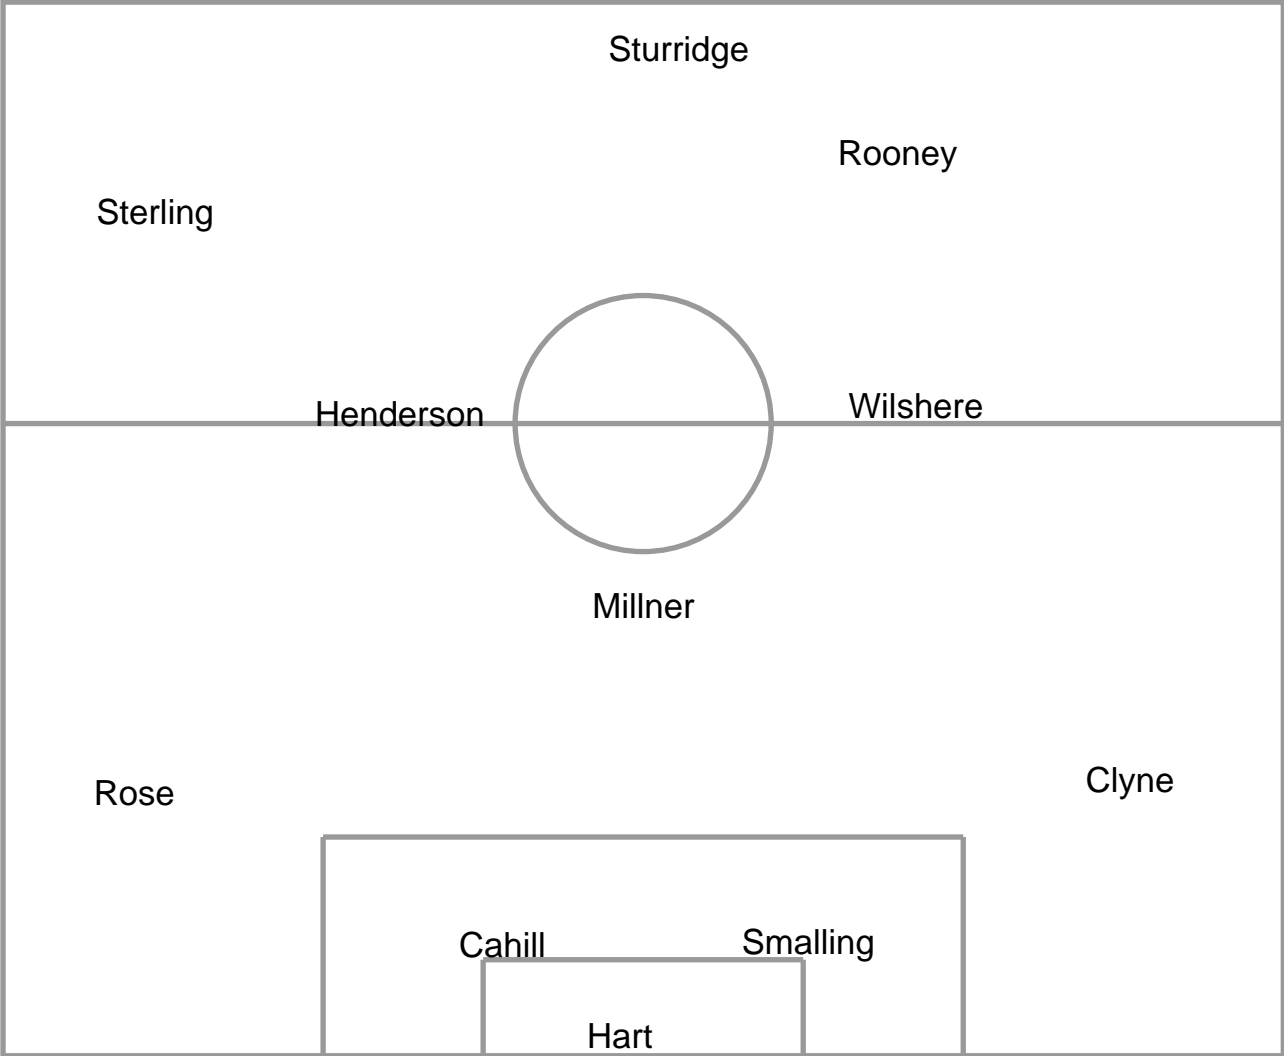 Sturridge
Rooney
Sterling
Henderson
Wilshere
Millner
Rose
Clyne
Cahill
Smalling
Hart